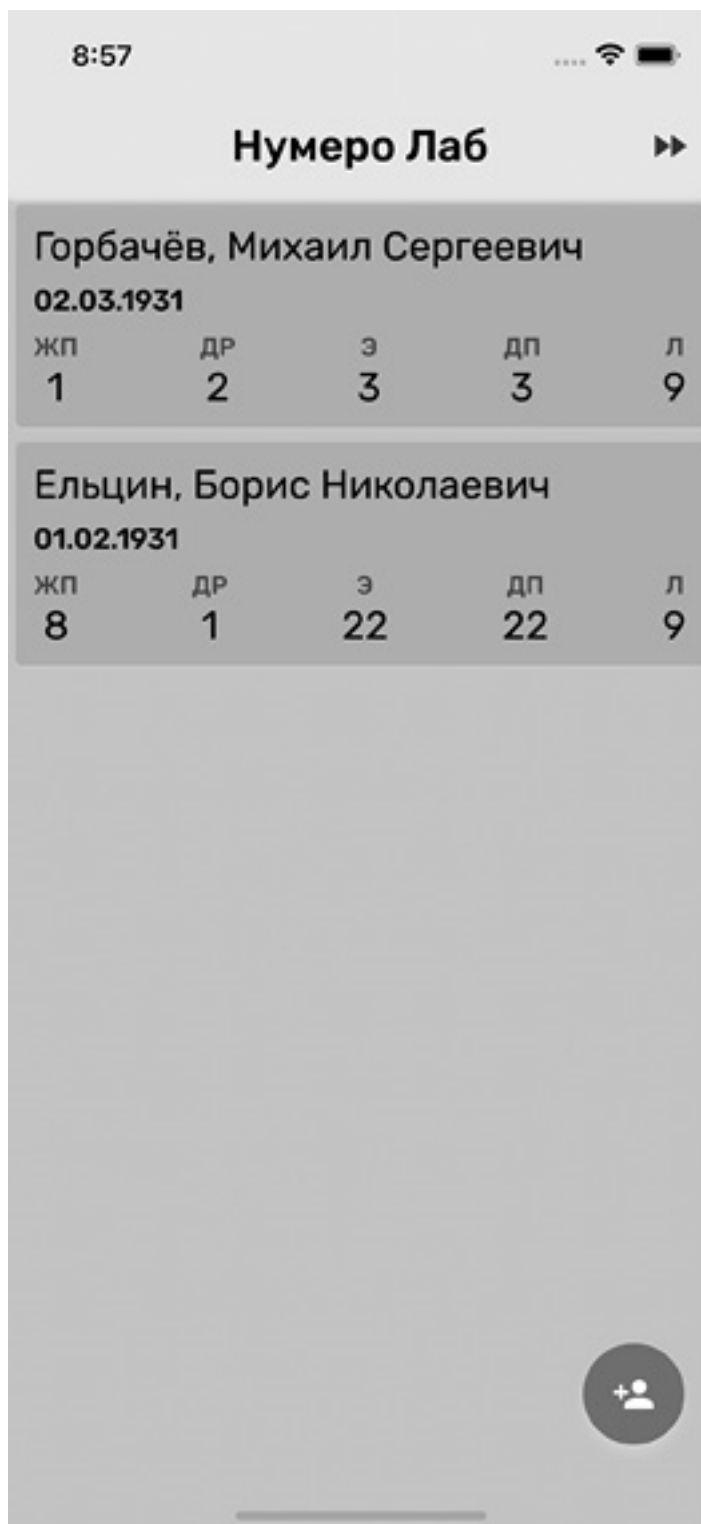 8:57
Нумеро Лаб
Горбачёв, Михаил Сергеевич
02.03.1931
ЖП ДР Э ДП Л
1 2 3 3 9
Ельцин, Борис Николаевич
01.02.1931
ЖП ДР Э ДП Л
8 1 22 22 9